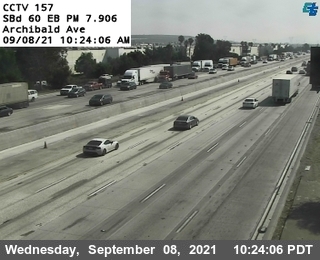 CCTV 157
SBd 60 EB PM 7.906
Archibald Ave
09/08/21 10:24:06 AM
Wednesday, September 08, 2021 10:24:06 PDT